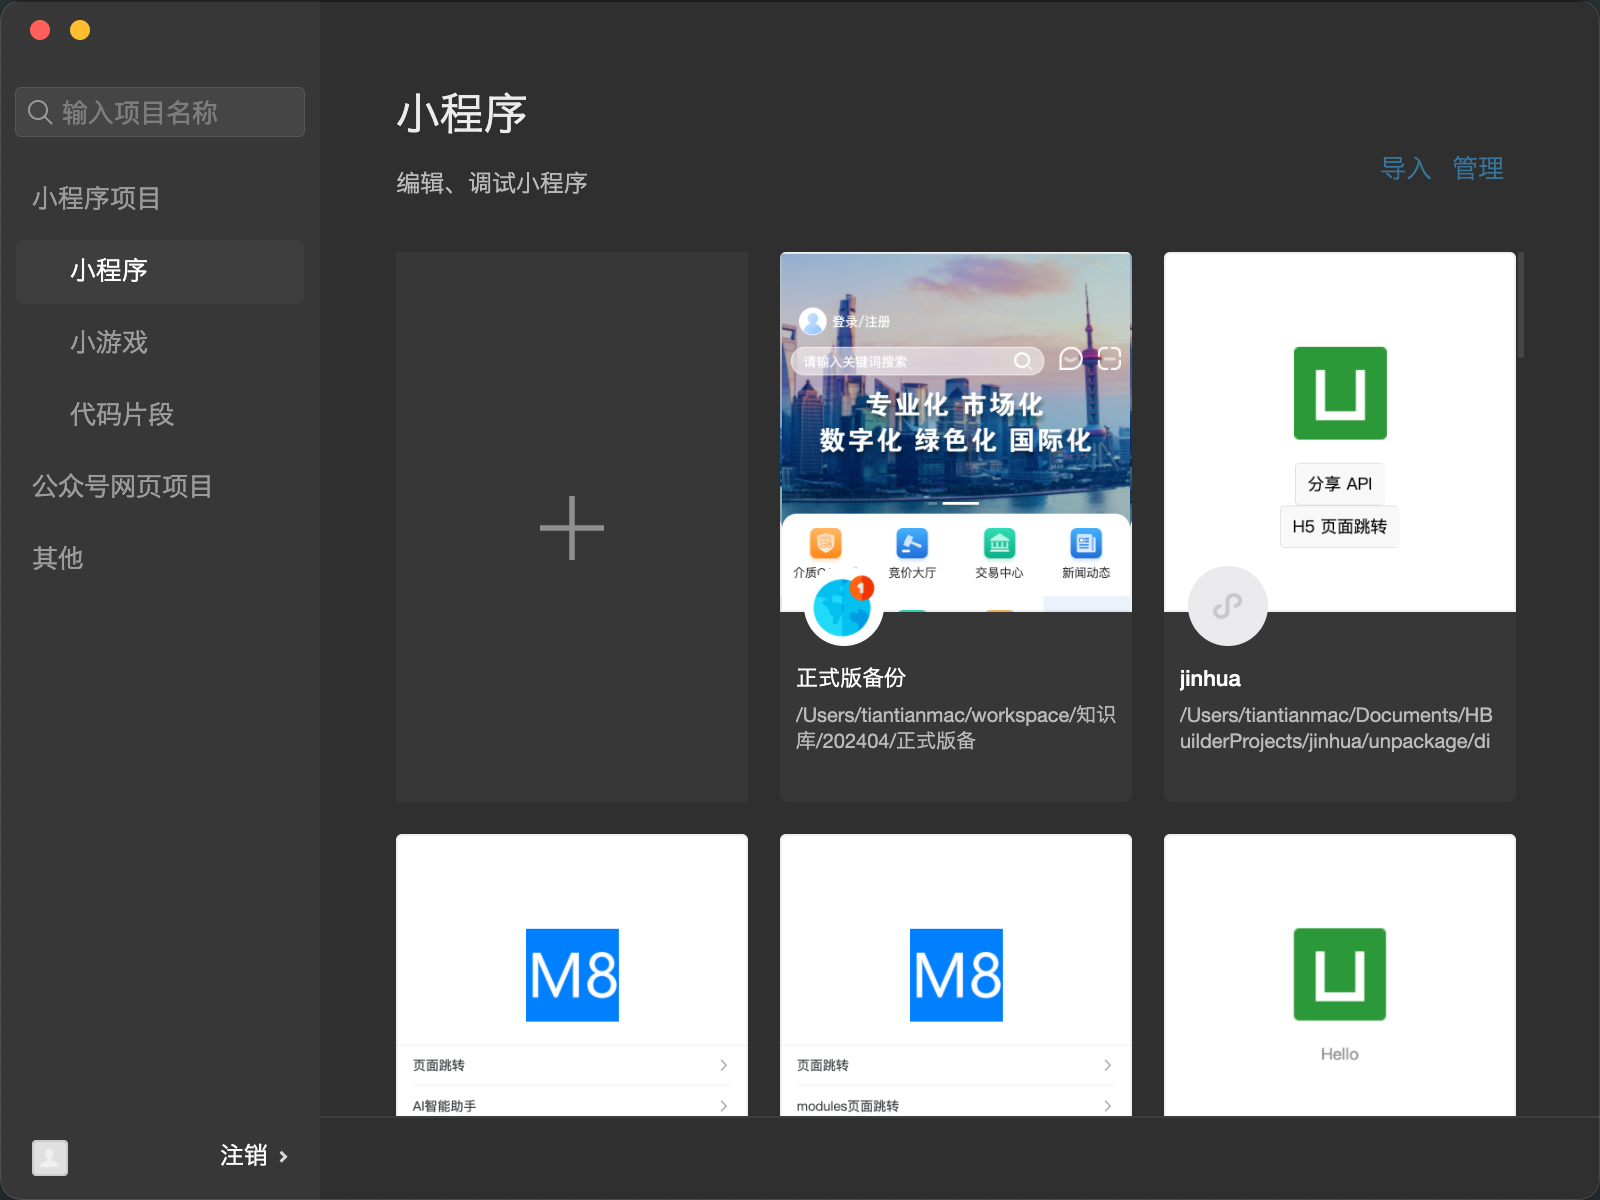 输入项目名称
小程序项目
小程序
小游戏
代码片段
公众号网页项目
其他
注销
小程序
编辑、调试小程序
导入 管理
登录/注册
请输入关键词搜索
专业化 市场化
数字化 绿色化 国际化
竞价大厅
交易中心
新闻动态
1
正式版备份
/Users/tiantianmac/workspace/知识
库/202404/正式版备
分享 API
H5 页面跳转
jinhua
/Users/tiantianmac/Documents/HB
uilderProjects/jinhua/unpackage/di
M8
页面跳转
AI智能助手
M8
页面跳转
modules页面跳转
Hello